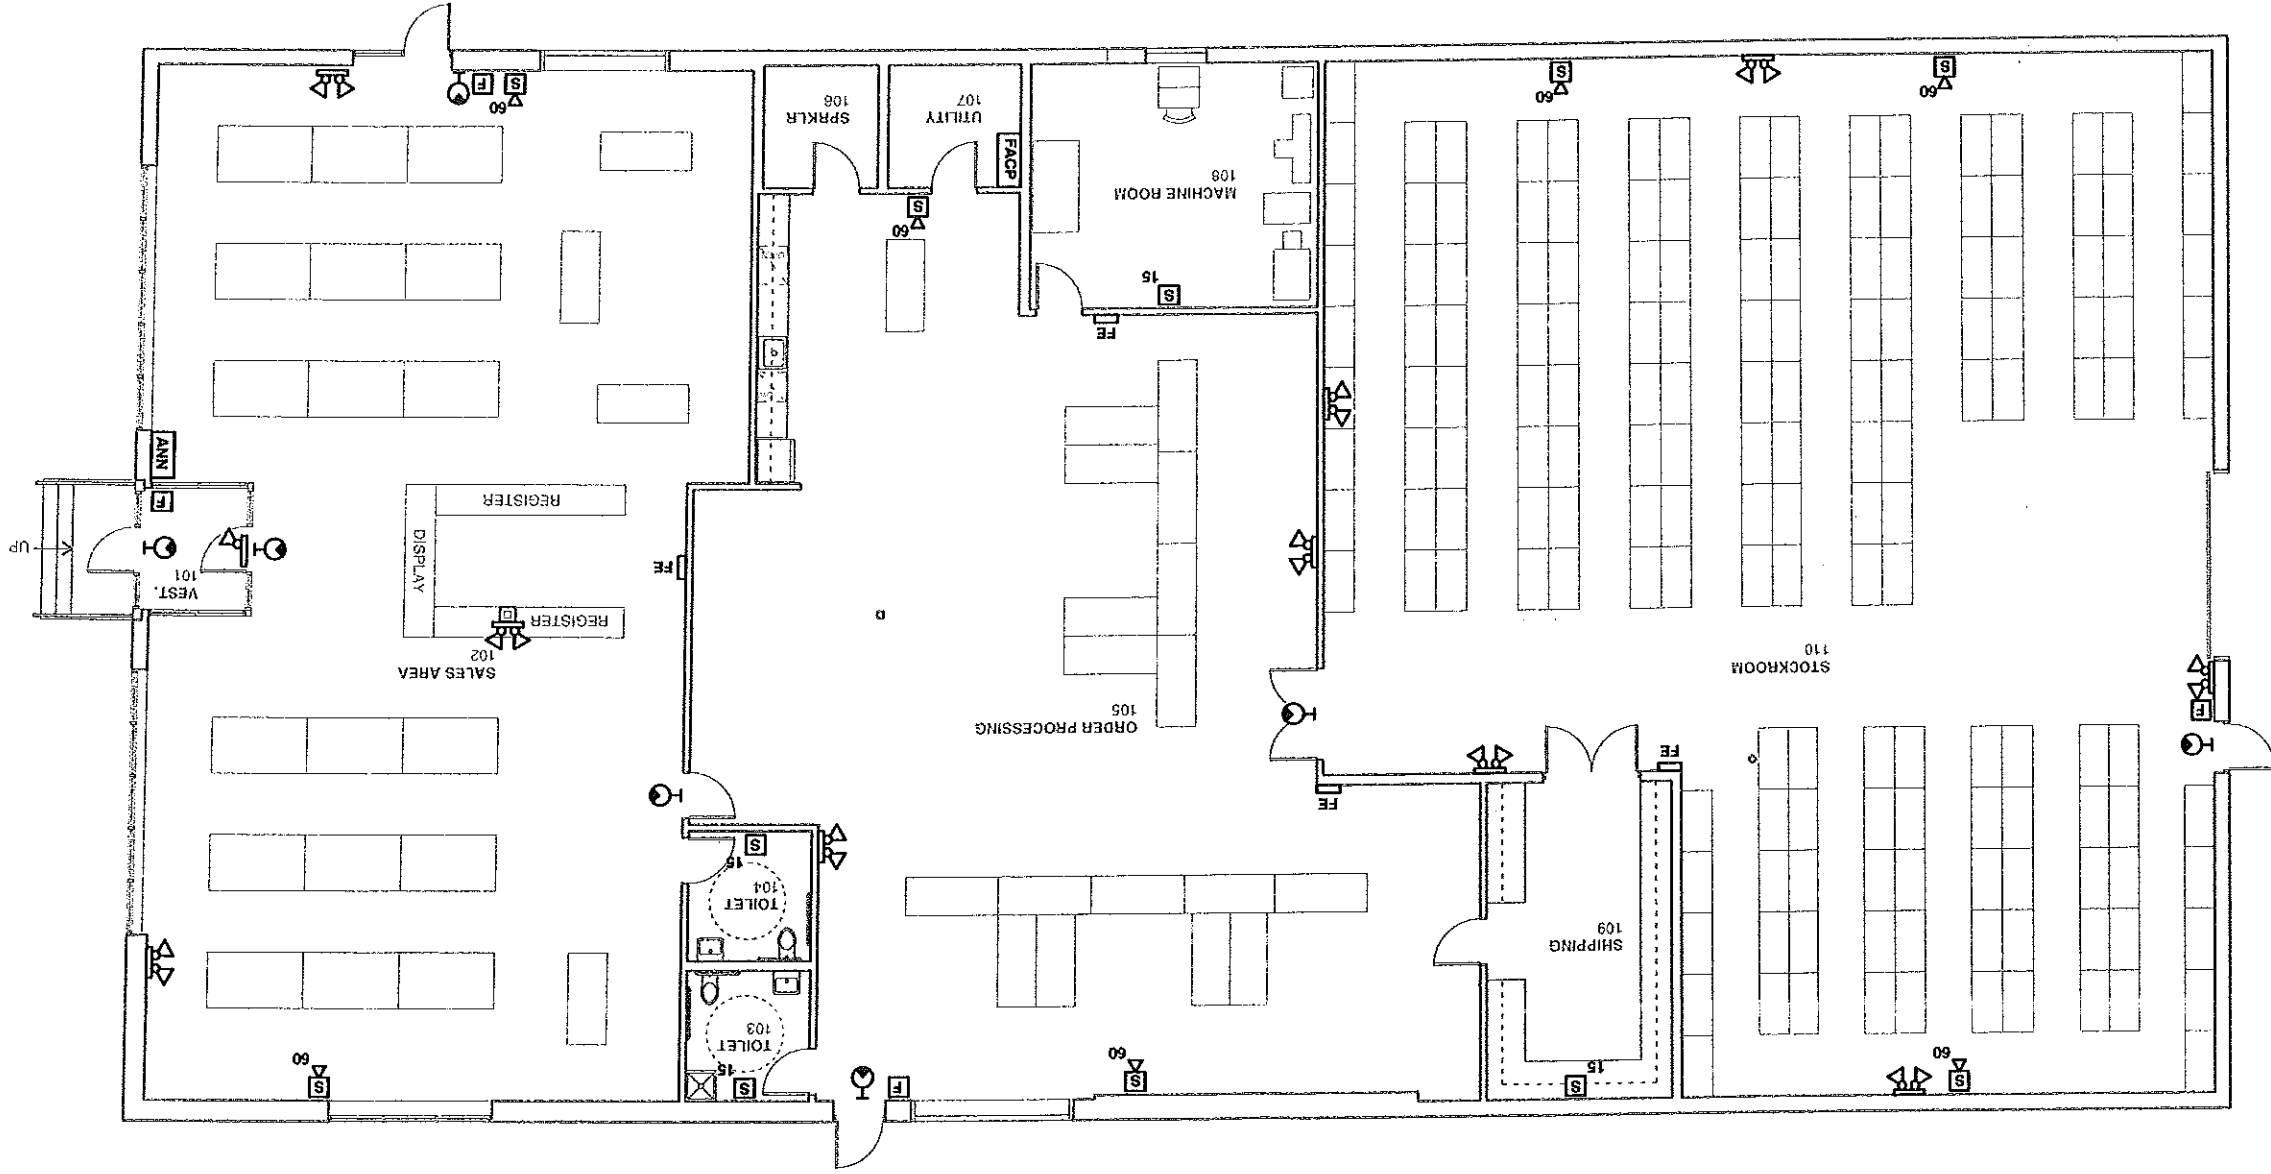 S
60
S
15
S
60
F
S
15
S
60
TOILET
103
SHIPPING
109
TOILET
104
S
15
FE
FE
F
ORDER PROCESSING
105
STOCKROOM
110
SALES AREA
102
REGISTER
VEST.
101
DISPLAY
FE
UP
REGISTER
F
ANN
FE
S
15
60
S
MACHINE ROOM
108
FACP
UTILITY
107
SPRKLR
106
60
S
60
S
60
S
F